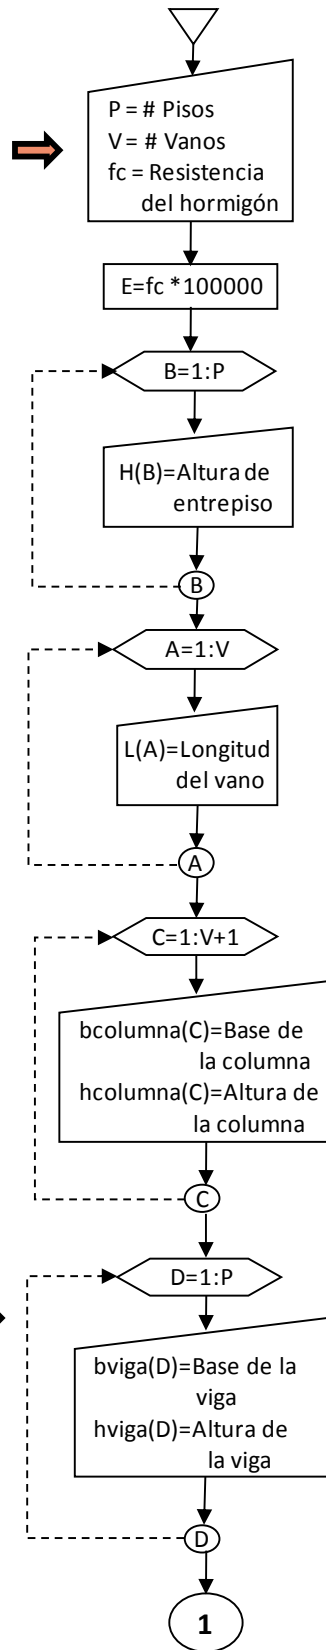 P = # Pisos
V = # Vanos
fc = Resistencia
del hormigón
E=fc *100000
B=1:P
H(B)=Altura de
entrepiso
B
A=1:V
L(A)=Longitud
del vano
A
C=1:V+1
bcolumna(C)=Base de
la columna
hcolumna(C)=Altura de
la columna
C
D=1:P
bviga(D)=Base de la
viga
hviga(D)=Altura de
la viga
D
1